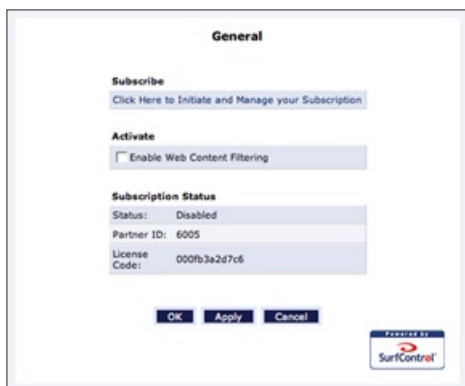 General
Subscribe
Click Here to Initiate and Manage your Subscription
Activate
Enable Web Content Filtering
Subscription Status
Status: Disabled
Partner ID: 6005
License
Code: 000fb3a2d7c6
OK Apply Cancel
Powered by
SurfControl